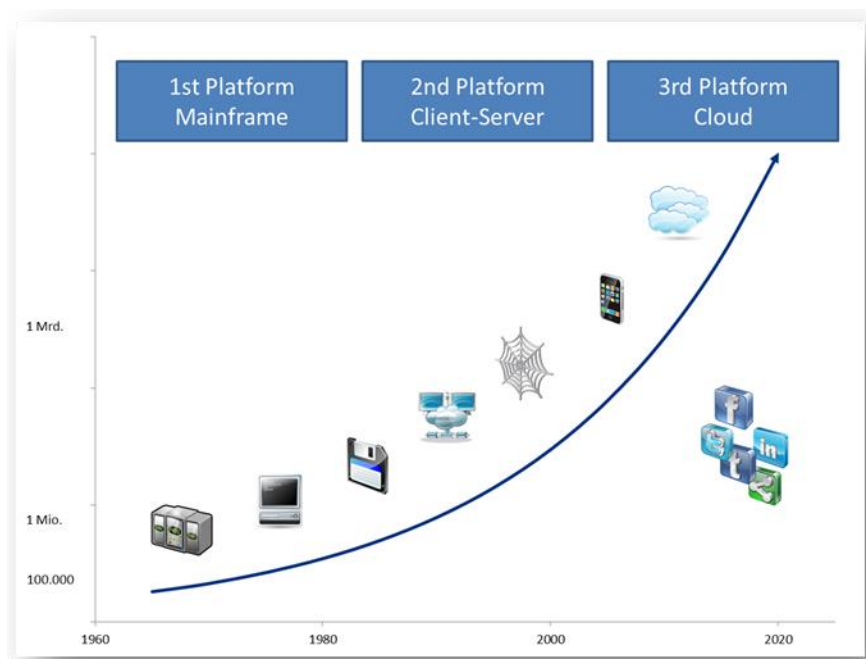 1st Platform
Mainframe
2nd Platform
Client-Server
3rd Platform
Cloud
1 Mrd.
1 Mio.
100.000
1960
1980
2000
2020
f
in
t